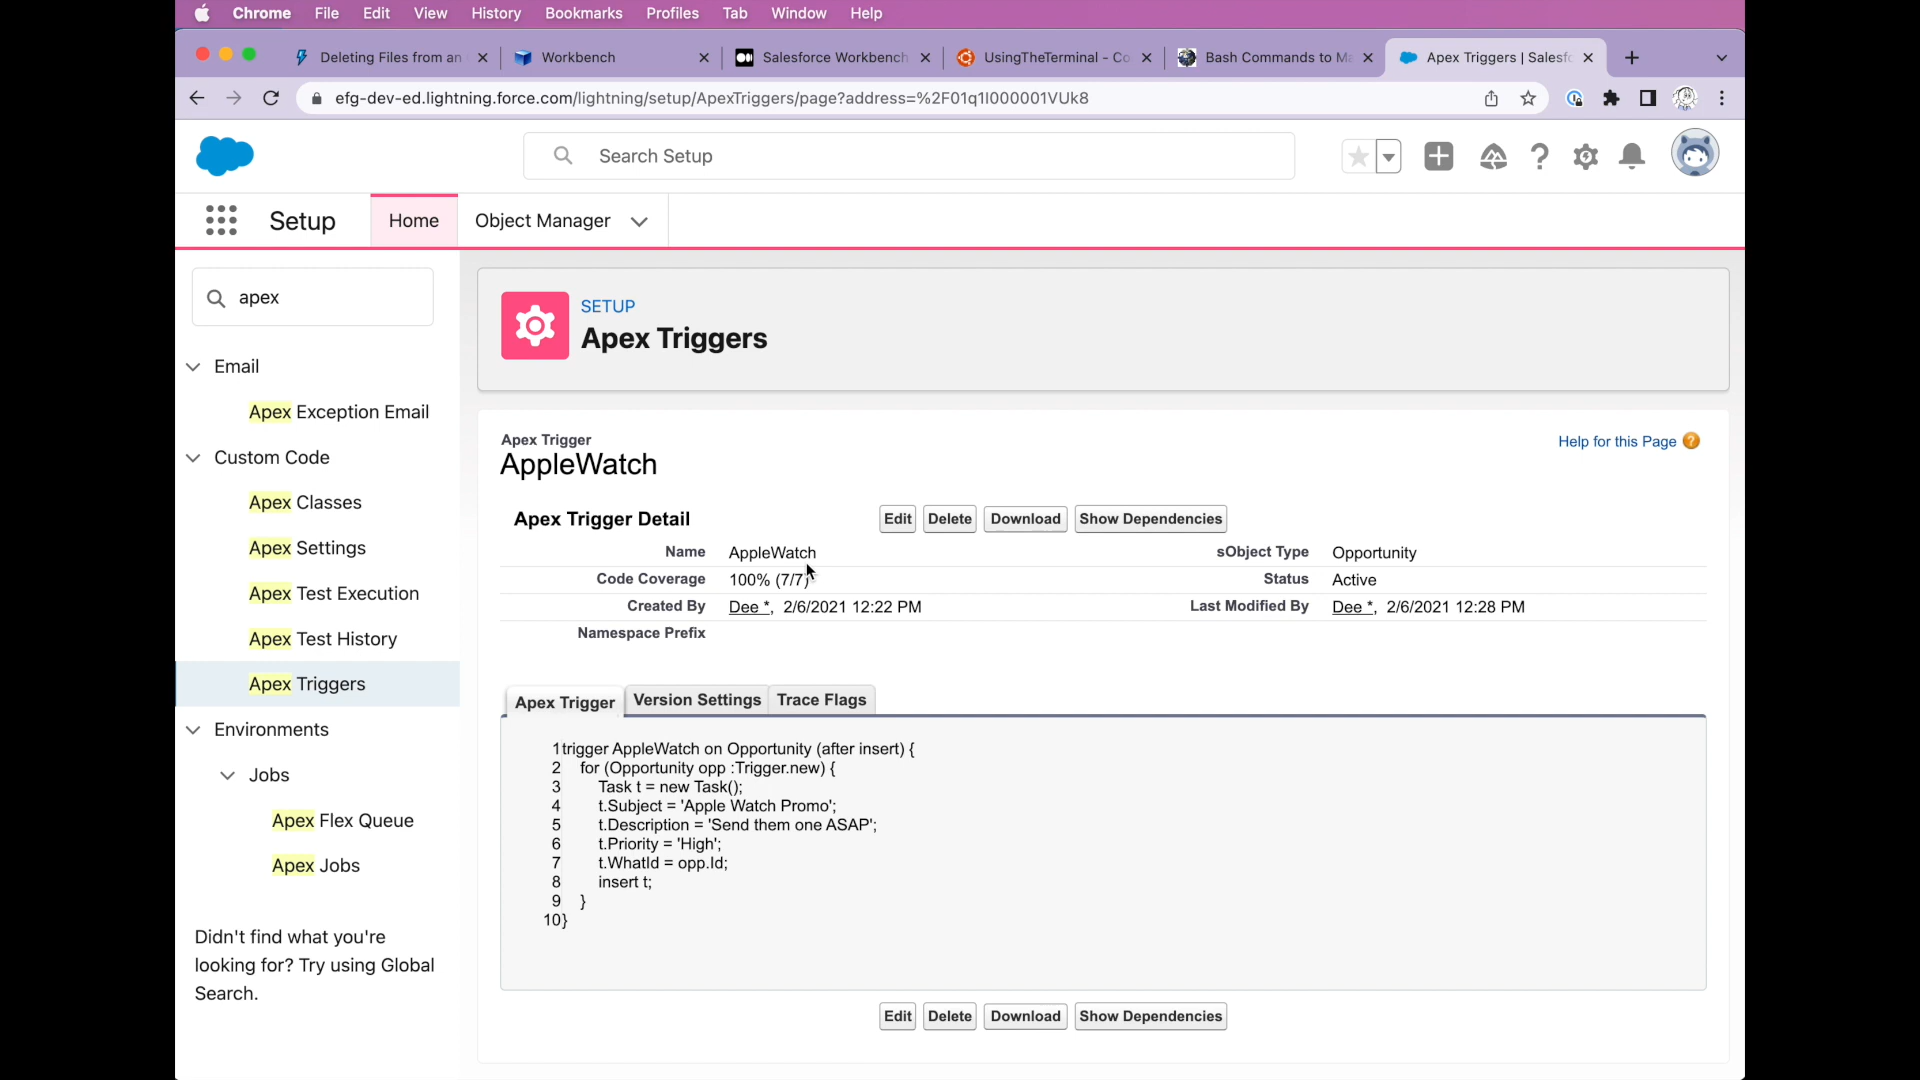 Chrome File Edit View History Bookmarks Profiles Tab Window Help
Deleting Files from an Workbench Salesforce Workbench UsingTheTerminal - Co Bash Commands to Ma Apex Triggers | Salesfo
efg-dev-ed.lightning.force.com/lightning/setup/ApexTriggers/page?address=%2F01q1I000001VUk8
Search Setup
Setup Home Object Manager
apex
Email
Apex Exception Email
Custom Code
Apex Classes
Apex Settings
Apex Test Execution
Apex Test History
Apex Triggers
Environments
Jobs
Apex Flex Queue
Apex Jobs
Didn't find what you're
looking for? Try using Global
Search.
SETUP
Apex Triggers
Apex Trigger
AppleWatch
Help for this Page ?
Apex Trigger Detail Edit Delete Download Show Dependencies
Name AppleWatch sObject Type Opportunity
Code Coverage 100% (7/7) Status Active
Created By Dee *, 2/6/2021 12:22 PM Last Modified By Dee *, 2/6/2021 12:28 PM
Namespace Prefix
Apex Trigger Version Settings Trace Flags
1 trigger AppleWatch on Opportunity (after insert) {
2 for (Opportunity opp :Trigger.new) {
3 Task t = new Task();
4 t.Subject = 'Apple Watch Promo';
5 t.Description = 'Send them one ASAP';
6 t.Priority = 'High';
7 t.WhatId = opp.Id;
8 insert t;
9 }
10 }
Edit Delete Download Show Dependencies